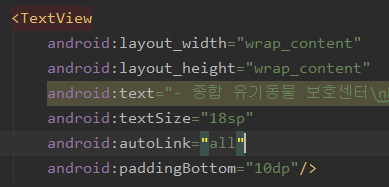 <TextView
android:layout_width="wrap_content"
android:layout_height="wrap_content"
android:text="- 종합 유기동물 보호센터\n
android:textSize="18sp"
android:autoLink="all"
android:paddingBottom="10dp"/>